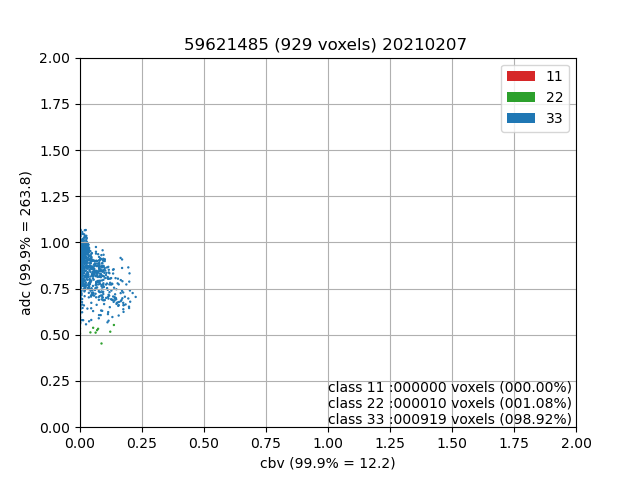 59621485 (929 voxels) 20210207
2.00
1.75
1.50
1.25
1.00
0.75
0.50
0.25
0.00
adc (99.9% = 263.8)
11
22
33
class 11 :000000 voxels (000.00%)
class 22 :000010 voxels (001.08%)
class 33 :000919 voxels (098.92%)
0.00 0.25 0.50 0.75 1.00 1.25 1.50 1.75 2.00
cbv (99.9% = 12.2)